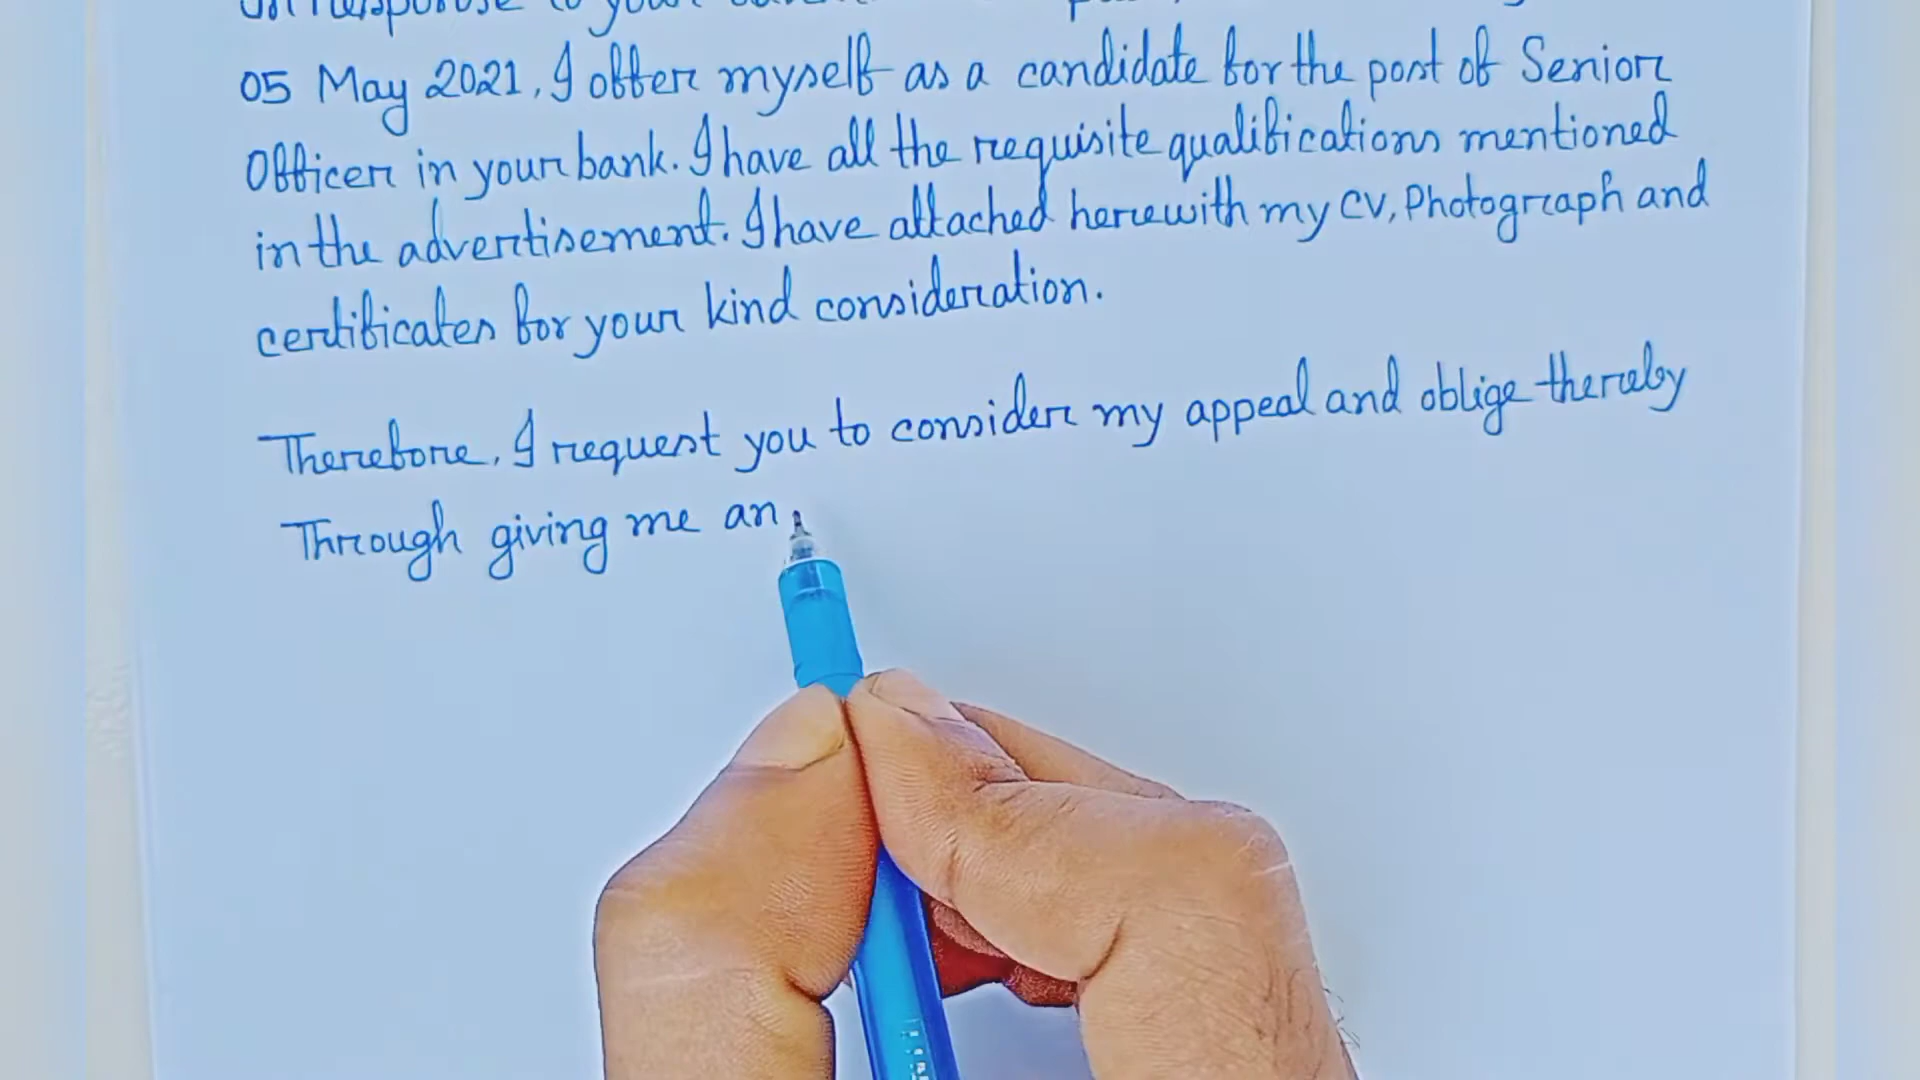 to your
05 May 2021, I offer myself as a candidate for the post of Senior
Officer in your bank. I have all the requisite qualifications mentioned
in the advertisement. I have attached herewith my CV, Photograph and
certificates for your kind consideration.
Therefore, I request you to consider my appeal and oblige thereby
Through giving me an